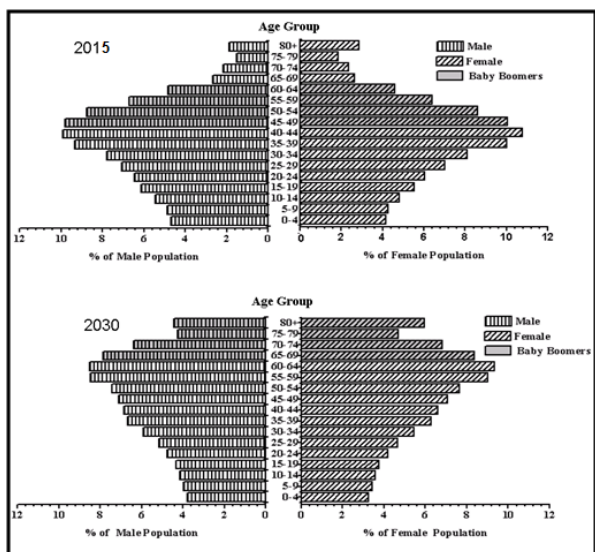 Age Group
2015
80+
75-79
70-74
65-69
60-64
55-59
50-54
45-49
40-44
35-39
30-34
25-29
20-24
15-19
10-14
5-9
0-4
Male
Female
Baby Boomers
12 10 8 6 4 2 0
0 2 4 6 8 10 12
% of Male Population
% of Female Population
Age Group
2030
80+
75-79
70-74
65-69
60-64
55-59
50-54
45-49
40-44
35-39
30-34
25-29
20-24
15-19
10-14
5-9
0-4
Male
Female
Baby Boomers
12 10 8 6 4 2 0
0 2 4 6 8 10 12
% of Male Population
% of Female Population